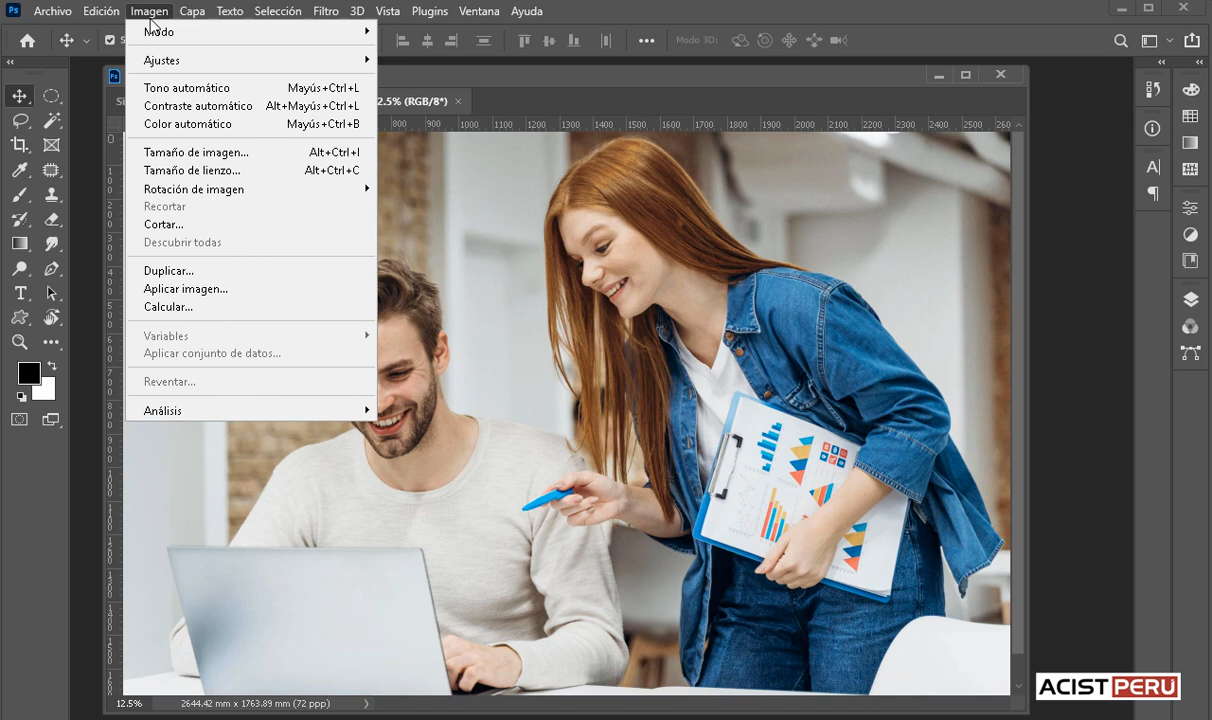 Ps Archivo Edición Imagen Capa Texto Selección Filtro 3D Vista Plugins Ventana Ayuda
Modo 3D:
Modo
Ajustes
Tono automático Mayús+Ctrl+L
Contraste automático Alt+Mayús+Ctrl+L
Color automático Mayús+Ctrl+B
Tamaño de imagen... Alt+Ctrl+I
Tamaño de lienzo... Alt+Ctrl+C
Rotación de imagen
Recortar
Cortar...
Descubrir todas
Duplicar...
Aplicar imagen...
Calcular...
Variables
Aplicar conjunto de datos...
Reventar...
Análisis
Ps
2.5% (RGB/8*) ×
800 900 1000 1100 1200 1300 1400 1500 1600 1700 1800 1900 2000 2100 2200 2300 2400 2500 260
12.5% 2644.42 mm x 1763.89 mm (72 ppp)
ACISTPERÚ